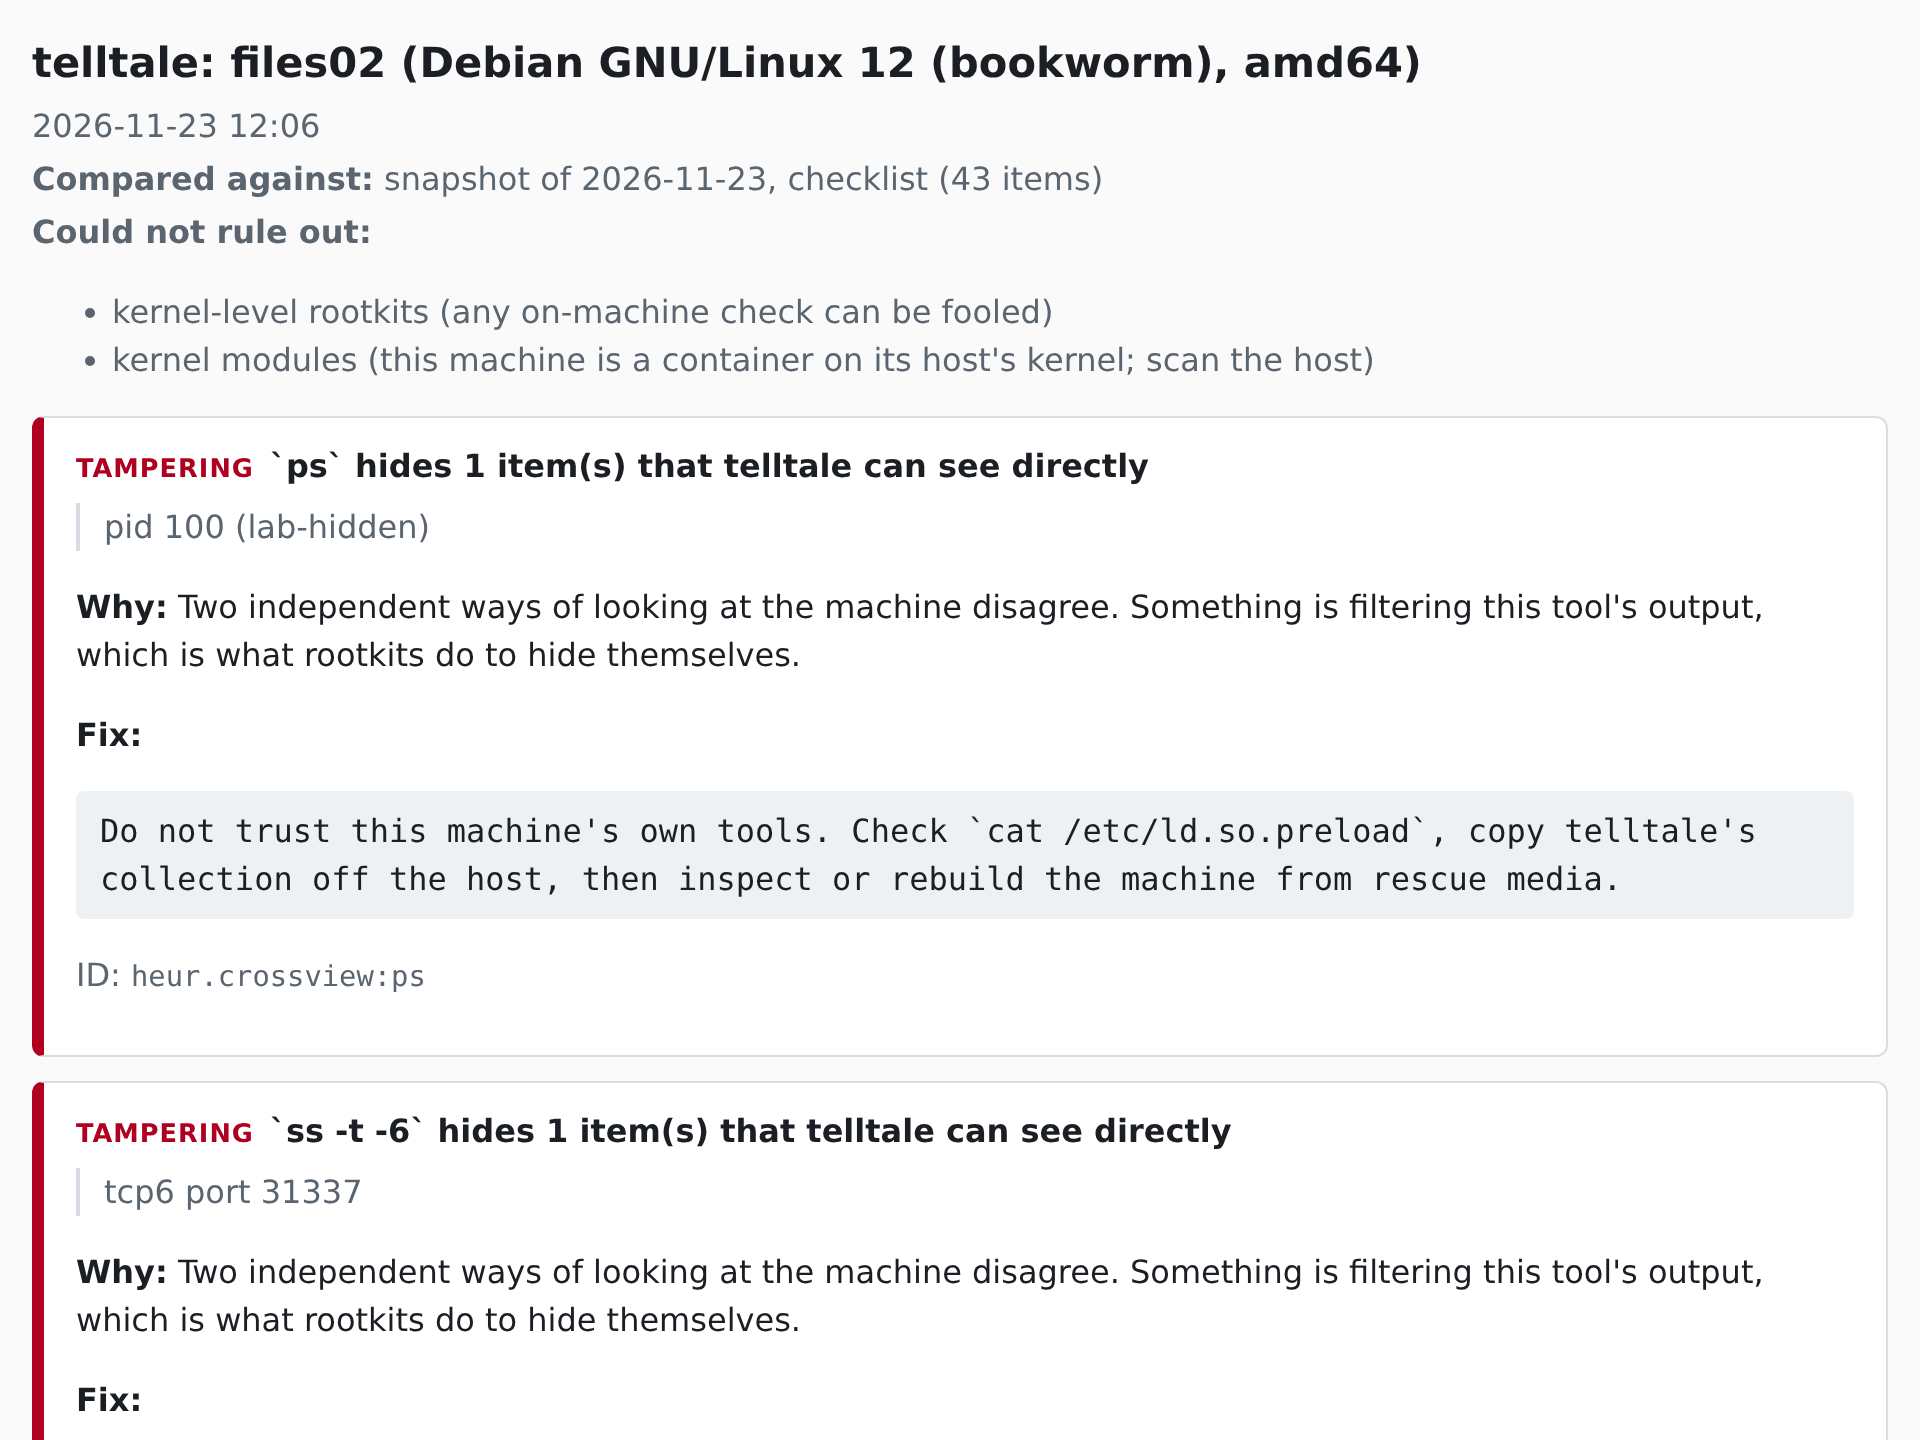 telltale: files02 (Debian GNU/Linux 12 (bookworm), amd64)
2026-11-23 12:06
Compared against: snapshot of 2026-11-23, checklist (43 items)
Could not rule out:
• kernel-level rootkits (any on-machine check can be fooled)
• kernel modules (this machine is a container on its host's kernel; scan the host)
TAMPERING `ps` hides 1 item(s) that telltale can see directly
pid 100 (lab-hidden)
Why: Two independent ways of looking at the machine disagree. Something is filtering this tool's output,
which is what rootkits do to hide themselves.
Fix:
Do not trust this machine's own tools. Check `cat /etc/ld.so.preload`, copy telltale's
collection off the host, then inspect or rebuild the machine from rescue media.
ID: heur.crossview:ps
TAMPERING `ss -t -6` hides 1 item(s) that telltale can see directly
tcp6 port 31337
Why: Two independent ways of looking at the machine disagree. Something is filtering this tool's output,
which is what rootkits do to hide themselves.
Fix: